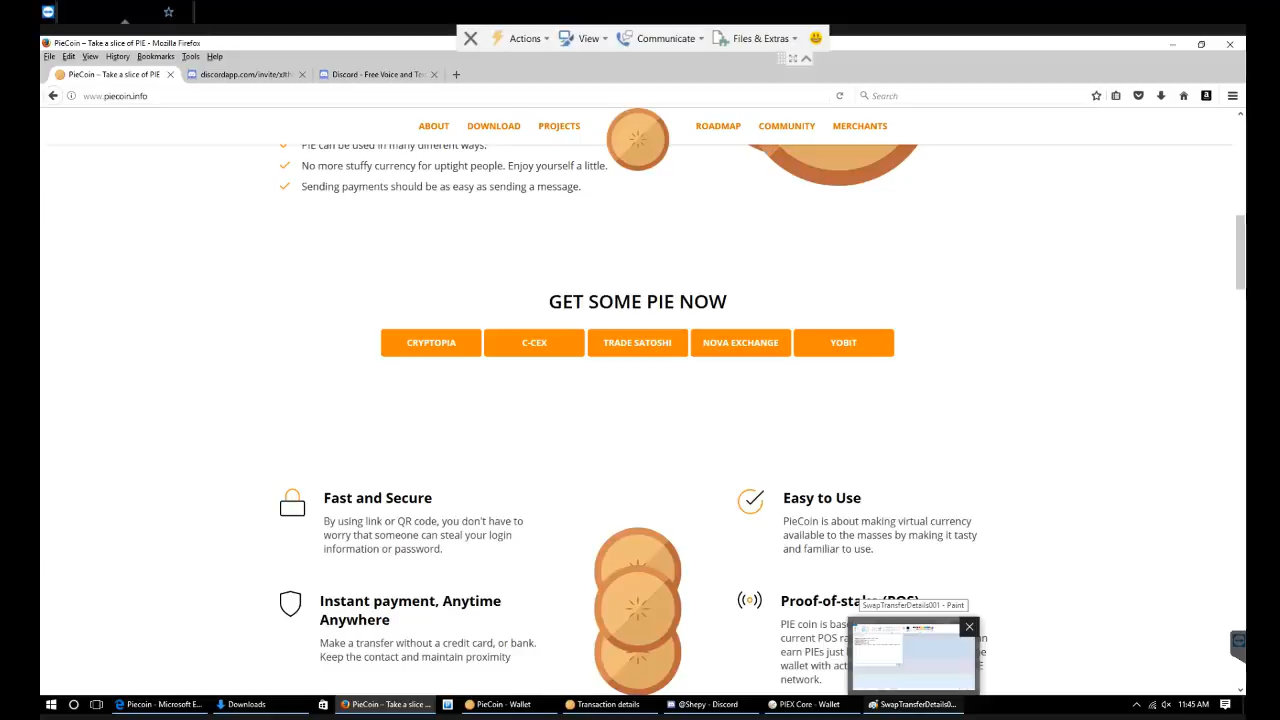 PieCoin – Take a slice of PIE - Mozilla Firefox
Actions
View
Communicate
Files & Extras
File Edit View History Bookmarks Tools Help
PieCoin – Take a slice of PIE
discordapp.com/invite/xJth
Discord - Free Voice and Tex
www.piecoin.info
Search
ABOUT DOWNLOAD PROJECTS ROADMAP COMMUNITY MERCHANTS
PIE can be used in many different ways.
No more stuffy currency for uptight people. Enjoy yourself a little.
Sending payments should be as easy as sending a message.
GET SOME PIE NOW
CRYPTOPIA C-CEX TRADE SATOSHI NOVA EXCHANGE YOBIT
Fast and Secure
By using link or QR code, you don't have to
worry that someone can steal your login
information or password.
Easy to Use
PieCoin is about making virtual currency
available to the masses by making it tasty
and familiar to use.
Instant payment, Anytime
Anywhere
Make a transfer without a credit card, or bank.
Keep the contact and maintain proximity
Proof-of-stake (POS)
SwapTransferDetails001 - Paint
PIE coin is base
current POS ra
earn PIEs just
wallet with act
network.
Piecoin - Microsoft E...
Downloads
PieCoin – Take a slice ...
PieCoin - Wallet
Transaction details
@Shepy - Discord
PIEX Core - Wallet
SwapTransferDetails0...
11:45 AM